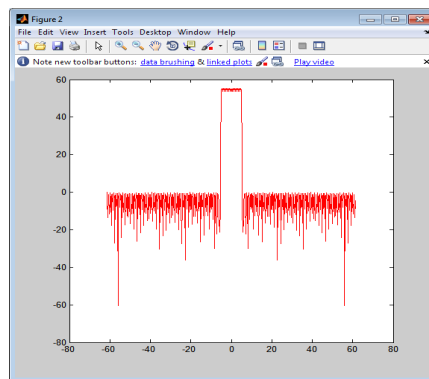 Figure 2
File Edit View Insert Tools Desktop Window Help
Note new toolbar buttons: data brushing & linked plots Play video
60
40
20
0
-20
-40
-60
-80
-80 -60 -40 -20 0 20 40 60 80